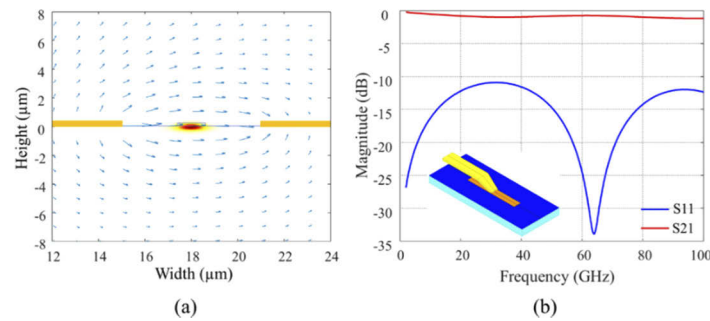 8
6
4
2
0
-2
-4
-6
-8
Height (µm)
12 14 16 18 20 22 24
Width (µm)
(a)
0
-5
-10
-15
-20
-25
-30
-35
Magnitude (dB)
S11
S21
0 20 40 60 80 100
Frequency (GHz)
(b)